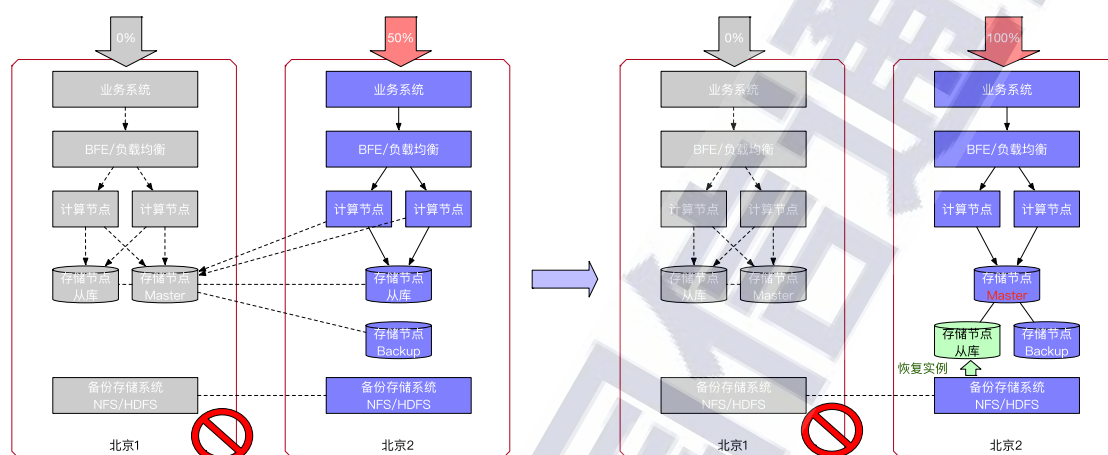 0%
50%
业务系统
业务系统
BFE/负载均衡
BFE/负载均衡
计算节点
计算节点
计算节点
计算节点
存储节点
从库
存储节点
Master
存储节点
从库
存储节点
Backup
备份存储系统
NFS/HDFS
备份存储系统
NFS/HDFS
北京1
北京2
0%
100%
业务系统
业务系统
BFE/负载均衡
BFE/负载均衡
计算节点
计算节点
计算节点
计算节点
存储节点
从库
存储节点
Master
存储节点
Master
存储节点
从库
存储节点
Backup
恢复实例
备份存储系统
NFS/HDFS
备份存储系统
NFS/HDFS
北京1
北京2